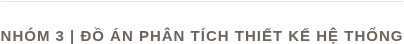 NHÓM 3 | ĐỒ ÁN PHÂN TÍCH THIẾT KẾ HỆ THỐNG